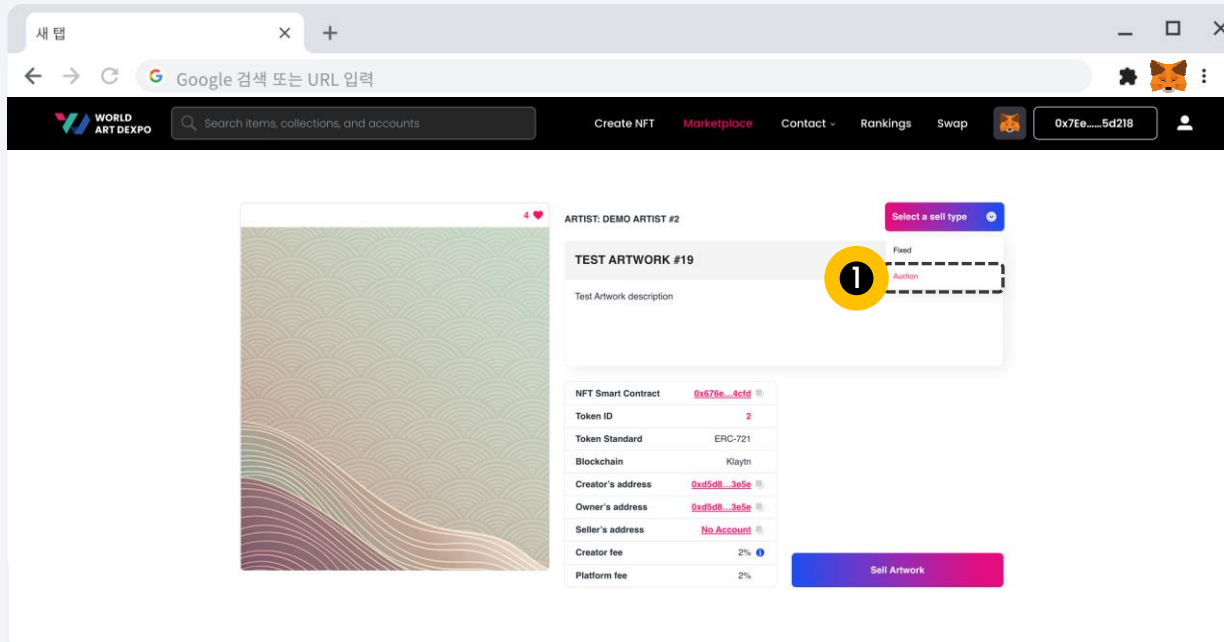 새 탭
Google 검색 또는 URL 입력
WORLD
ART DEXPO
Search items, collections, and accounts
Create NFT
Marketplace
Contact
Rankings
Swap
0x7Ee......5d218
4
ARTIST: DEMO ARTIST #2
Select a sell type
Fixed
1
Auction
TEST ARTWORK #19
Test Artwork description
NFT Smart Contract 0x676e...4cfd
Token ID 2
Token Standard ERC-721
Blockchain Klaytn
Creator's address 0xd5d8...3e5e
Owner's address 0xd5d8...3e5e
Seller's address No Account
Creator fee 2%
Platform fee 2%
Sell Artwork